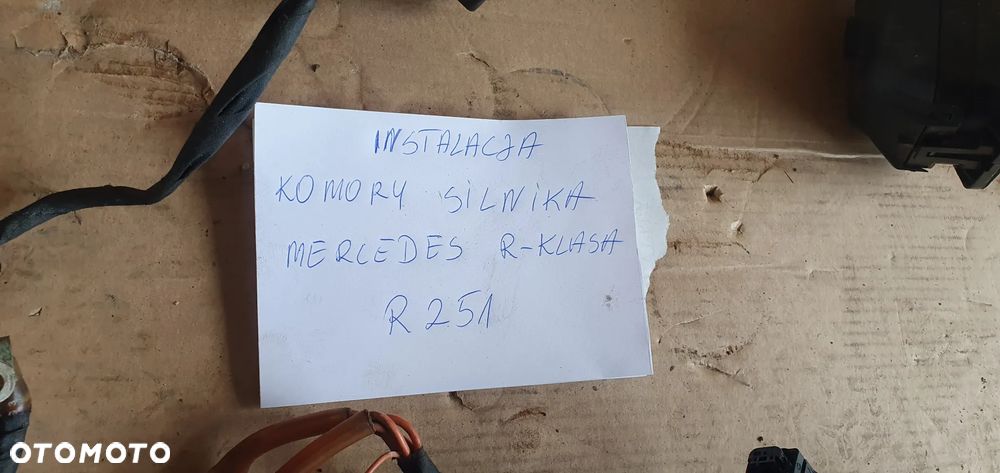 INSTALACJA
KOMORY SILNIKA
MERCEDES R-KLASA
R251
OTOMOTO